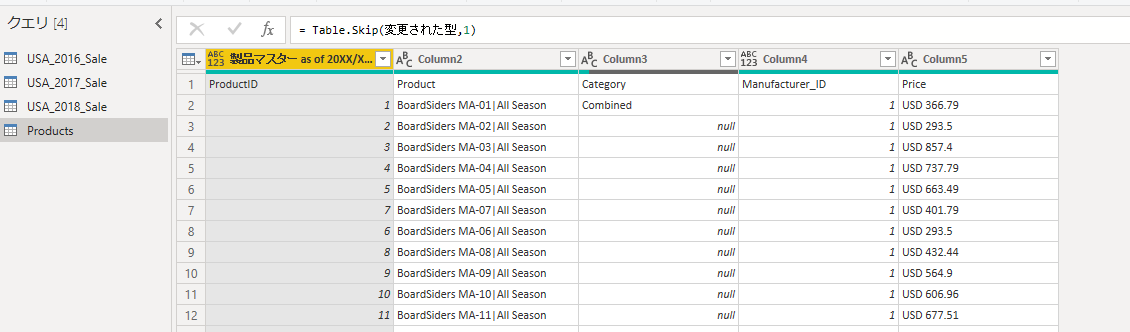 クエリ [4]
USA_2016_Sale
USA_2017_Sale
USA_2018_Sale
Products
fx
= Table.Skip(変更された型,1)
ABC 123 製品マスター as of 20XX/X... ABC Column2 ABC Column3 ABC 123 Column4 ABC Column5
1 ProductID Product Category Manufacturer_ID Price
2 1 BoardSiders MA-01|All Season Combined 1 USD 366.79
3 2 BoardSiders MA-02|All Season null 1 USD 293.5
4 3 BoardSiders MA-03|All Season null 1 USD 857.4
5 4 BoardSiders MA-04|All Season null 1 USD 737.79
6 5 BoardSiders MA-05|All Season null 1 USD 663.49
7 7 BoardSiders MA-07|All Season null 1 USD 401.79
8 6 BoardSiders MA-06|All Season null 1 USD 293.5
9 8 BoardSiders MA-08|All Season null 1 USD 432.44
10 9 BoardSiders MA-09|All Season null 1 USD 564.9
11 10 BoardSiders MA-10|All Season null 1 USD 606.96
12 11 BoardSiders MA-11|All Season null 1 USD 677.51